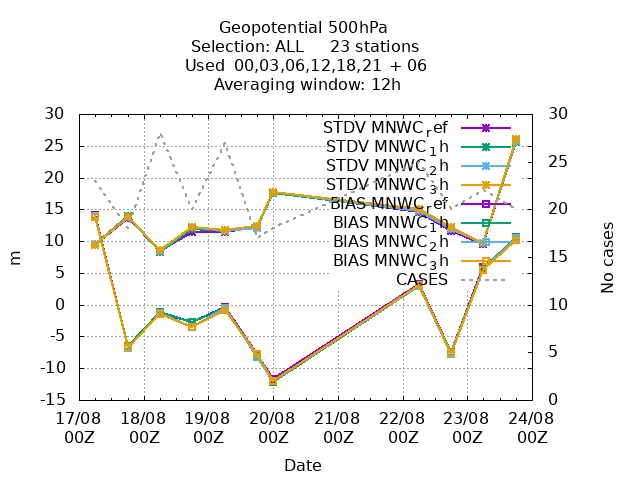 Geopotential 500hPa
Selection: ALL 23 stations
Used 00,03,06,12,18,21 + 06
Averaging window: 12h
30
25
20
15
10
5
0
-5
-10
-15
m
STDV MNWC_ref
STDV MNWC_1h
STDV MNWC_2h
STDV MNWC_3h
BIAS MNWC_ref
BIAS MNWC_1h
BIAS MNWC_2h
BIAS MNWC_3h
CASES
30
25
20
15
10
5
0
No cases
17/08 18/08 19/08 20/08 21/08 22/08 23/08 24/08
00Z 00Z 00Z 00Z 00Z 00Z 00Z 00Z
Date